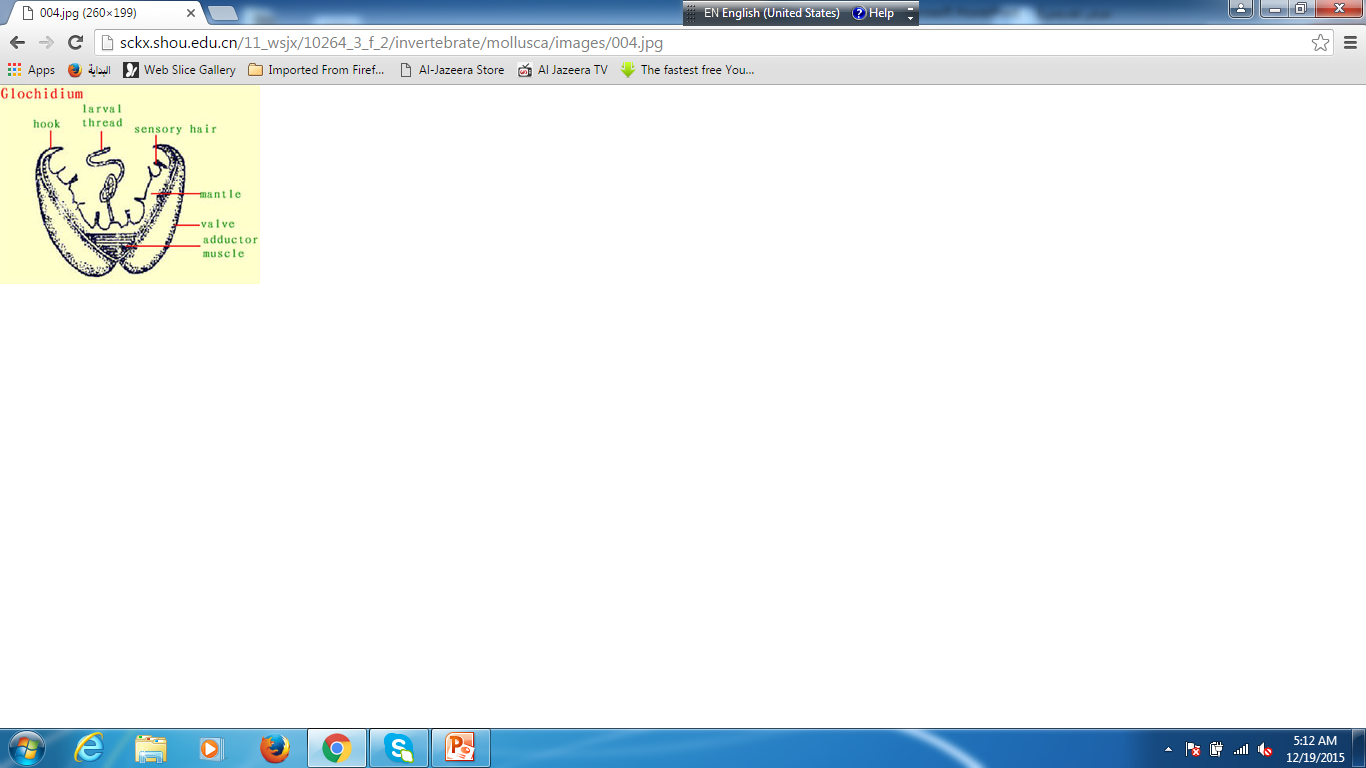 004.jpg (260×199)
EN English (United States) Help
sckx.shou.edu.cn/11_wsjx/10264_3_f_2/invertebrate/mollusca/images/004.jpg
Apps البداية Web Slice Gallery Imported From Firef... Al-Jazeera Store Al Jazeera TV The fastest free You...
Glochidium
larval
thread
hook
sensory hair
mantle
valve
adductor
muscle
5:12 AM
12/19/2015